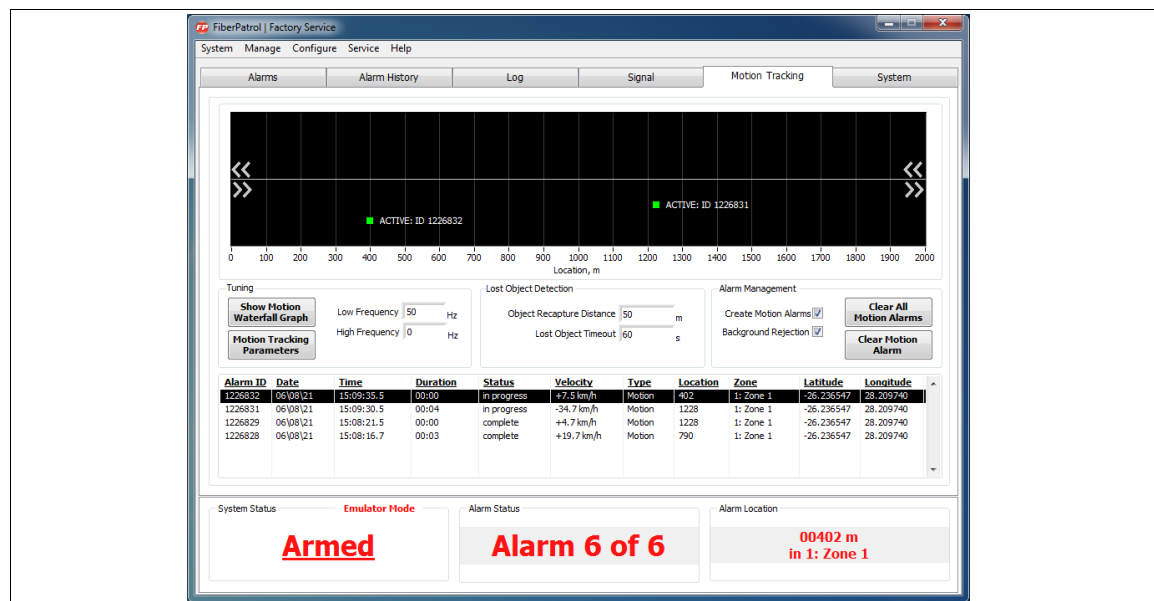 FP FiberPatrol | Factory Service
System Manage Configure Service Help
Alarms Alarm History Log Signal Motion Tracking System
ACTIVE: ID 1226831
ACTIVE: ID 1226832
0 100 200 300 400 500 600 700 800 900 1000 1100 1200 1300 1400 1500 1600 1700 1800 1900 2000
Location, m
Tuning
Show Motion
Waterfall Graph
Motion Tracking
Parameters
Low Frequency 50 Hz
High Frequency 0 Hz
Lost Object Detection
Object Recapture Distance 50 m
Lost Object Timeout 60 s
Alarm Management
Create Motion Alarms
Background Rejection
Clear All
Motion Alarms
Clear Motion
Alarm
Alarm ID Date Time Duration Status Velocity Type Location Zone Latitude Longitude
1226832 06\08\21 15:09:35.5 00:00 in progress +7.5 km/h Motion 402 1: Zone 1 -26.236547 28.209740
1226831 06\08\21 15:09:30.5 00:04 in progress -34.7 km/h Motion 1228 1: Zone 1 -26.236547 28.209740
1226829 06\08\21 15:08:21.5 00:00 complete +4.7 km/h Motion 1228 1: Zone 1 -26.236547 28.209740
1226828 06\08\21 15:08:16.7 00:03 complete +19.7 km/h Motion 790 1: Zone 1 -26.236547 28.209740
System Status Emulator Mode
Armed
Alarm Status
Alarm 6 of 6
Alarm Location
00402 m
in 1: Zone 1